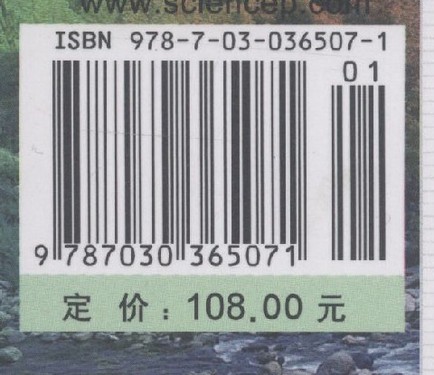 www.sciencep.com
ISBN 978-7-03-036507-1
01
9 787030 365071
定 价 : 108.00 元